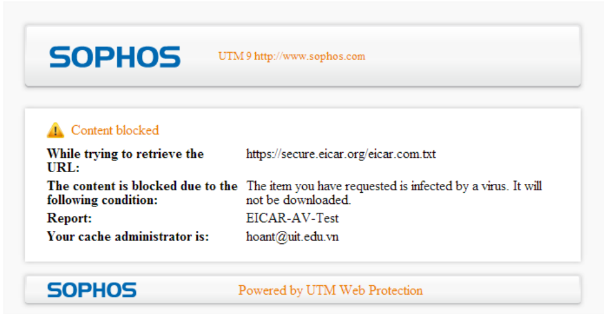 SOPHOS UTM 9 http://www.sophos.com
Content blocked
While trying to retrieve the URL: https://secure.eicar.org/eicar.com.txt
The content is blocked due to the following condition: The item you have requested is infected by a virus. It will not be downloaded.
Report: EICAR-AV-Test
Your cache administrator is: hoant@uit.edu.vn
SOPHOS Powered by UTM Web Protection